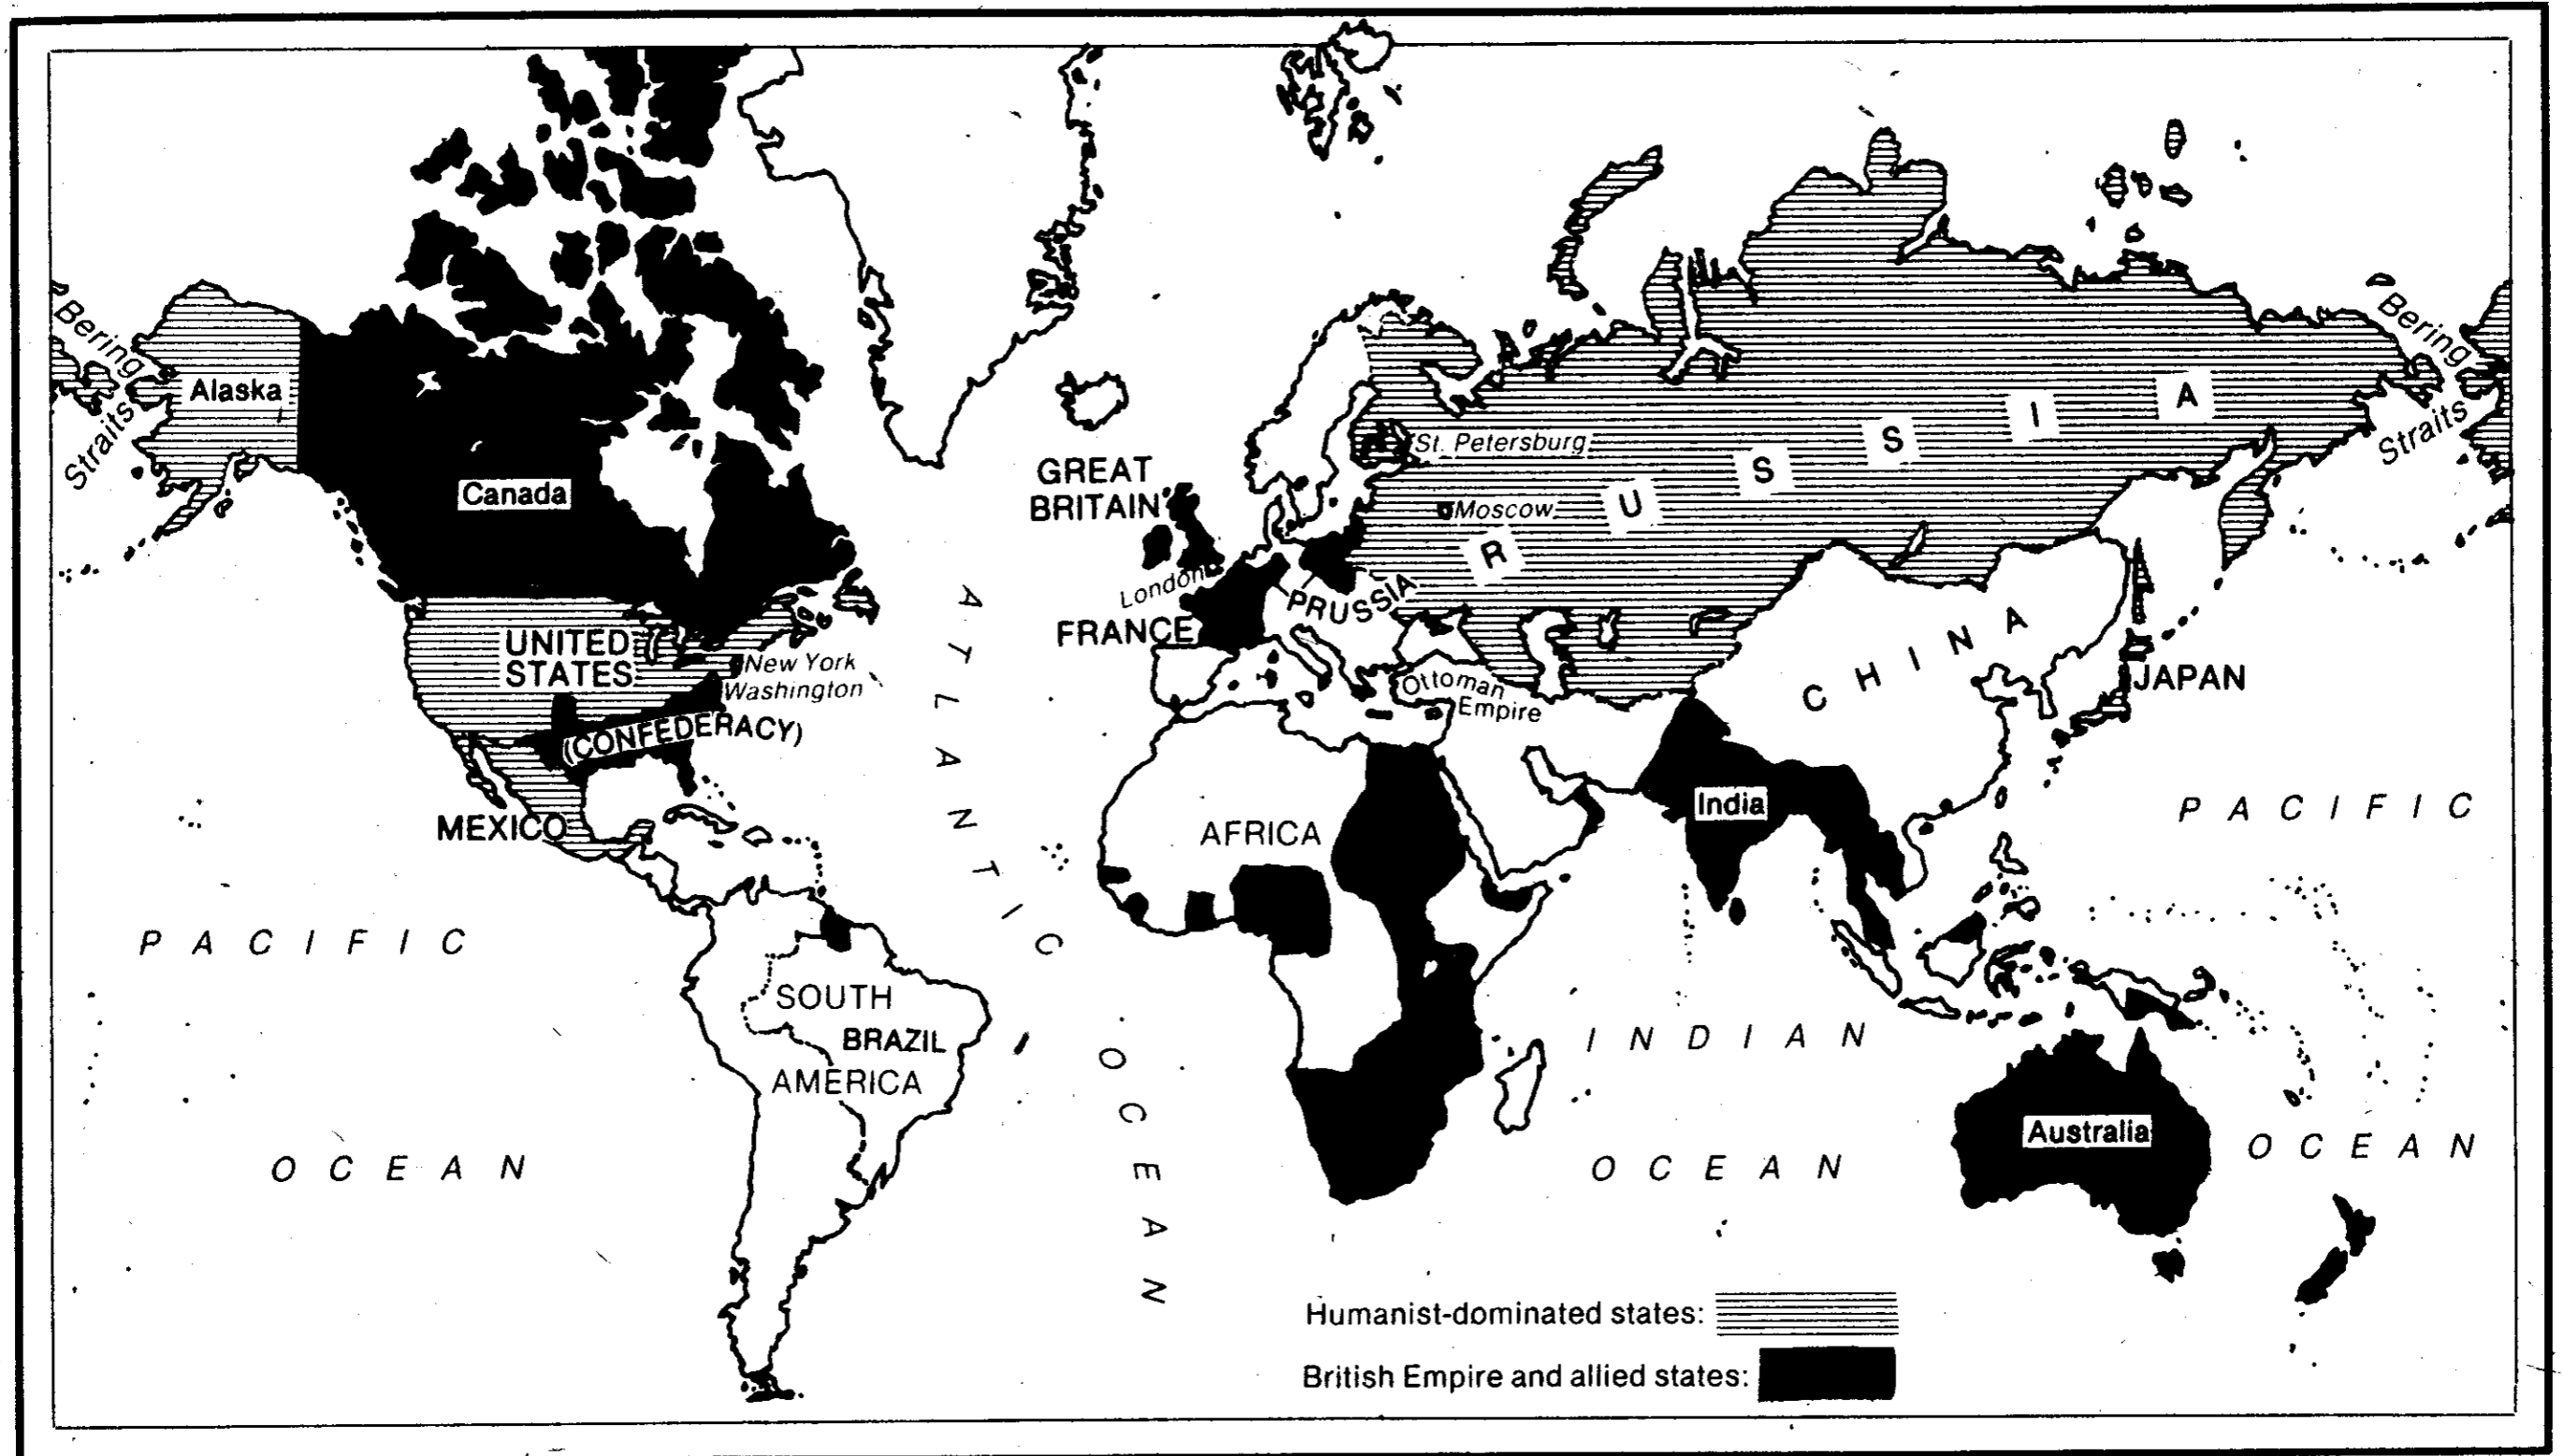 Bering
Straits
Alaska
Canada
GREAT
BRITAIN
London
FRANCE
PRUSSIA
St. Petersburg
Moscow
R U S S I A
Bering
Straits
UNITED
STATES
New York
Washington
(CONFEDERACY)
MEXICO
ATLANTIC OCEAN
Ottoman
Empire
CHINA
JAPAN
India
AFRICA
PACIFIC
OCEAN
SOUTH
BRAZIL
AMERICA
INDIAN
OCEAN
PACIFIC
OCEAN
Australia
Humanist-dominated states:
British Empire and allied states: